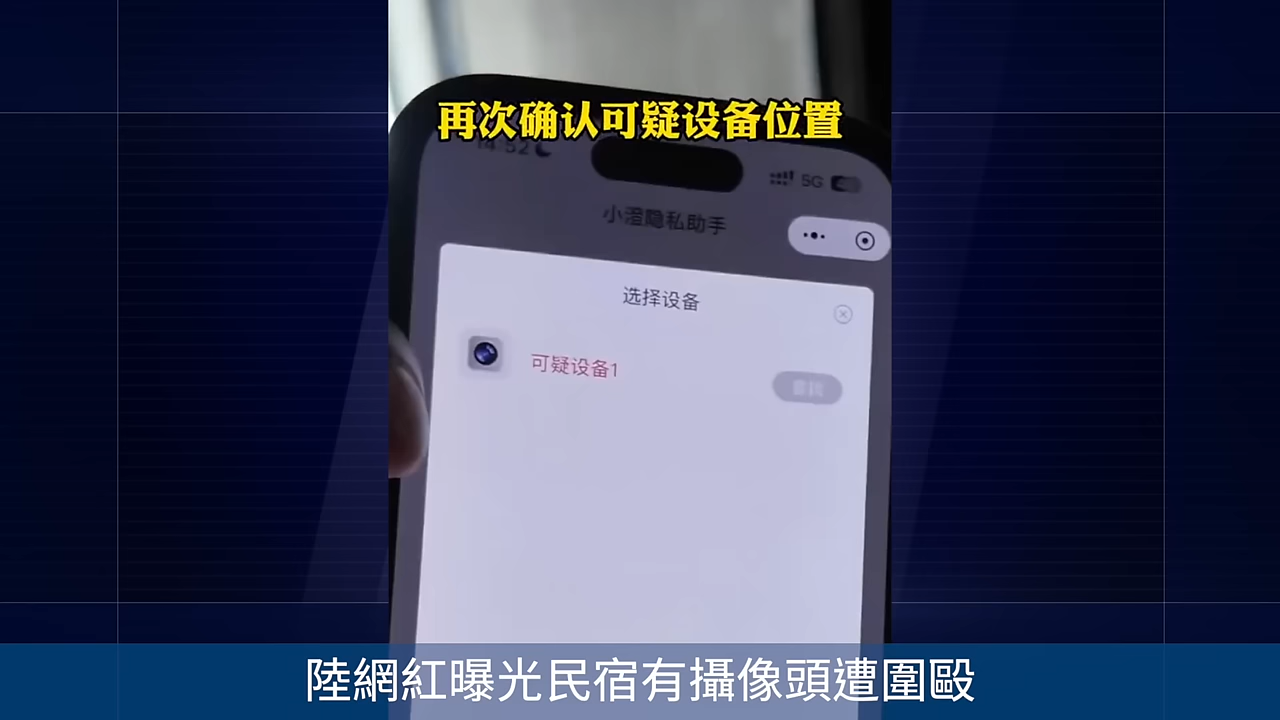 再次确认可疑设备位置
14:52
5G
小澄隐私助手
选择设备
可疑设备1
陸網紅曝光民宿有攝像頭遭圍毆